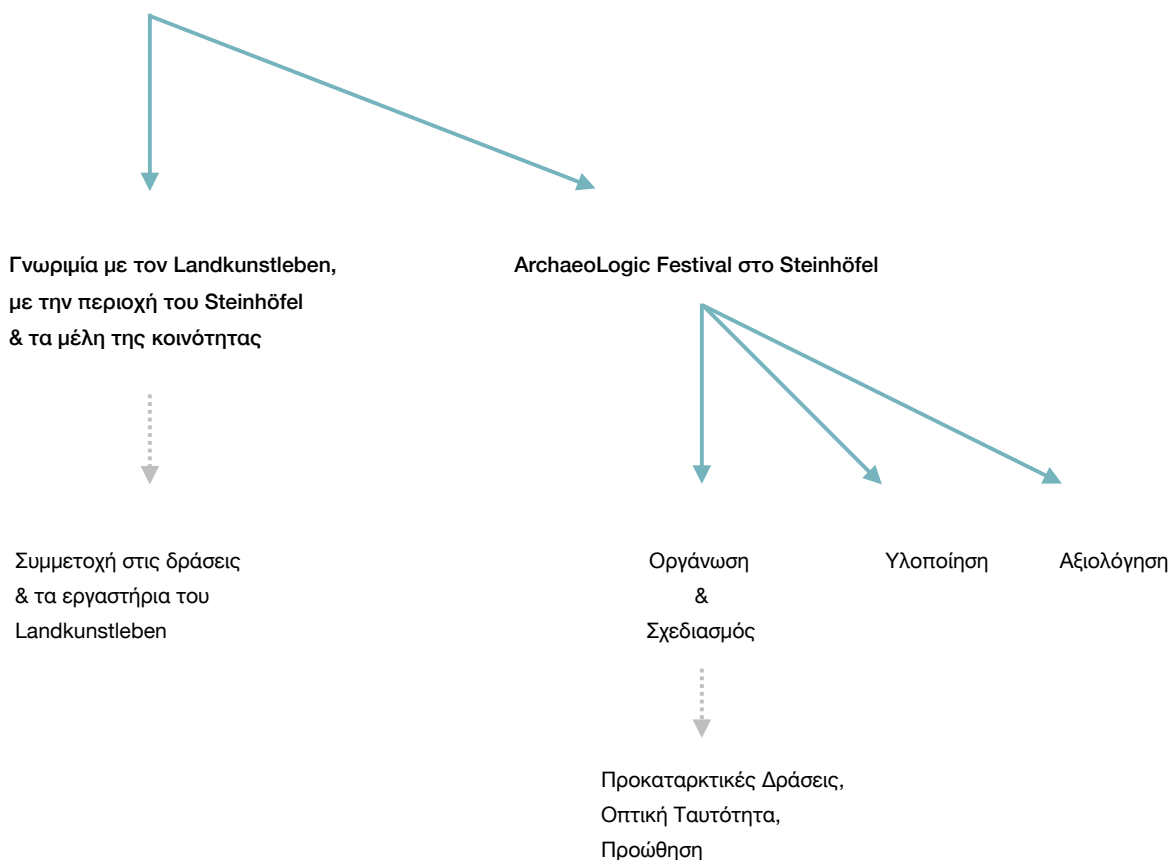 Γνωριμία με τον Landkunstleben,
με την περιοχή του Steinhöfel
& τα μέλη της κοινότητας
ArchaeoLogic Festival στο Steinhöfel
Συμμετοχή στις δράσεις
& τα εργαστήρια του
Landkunstleben
Οργάνωση
&
Σχεδιασμός
Υλοποίηση
Αξιολόγηση
Προκαταρκτικές Δράσεις,
Οπτική Ταυτότητα,
Προώθηση